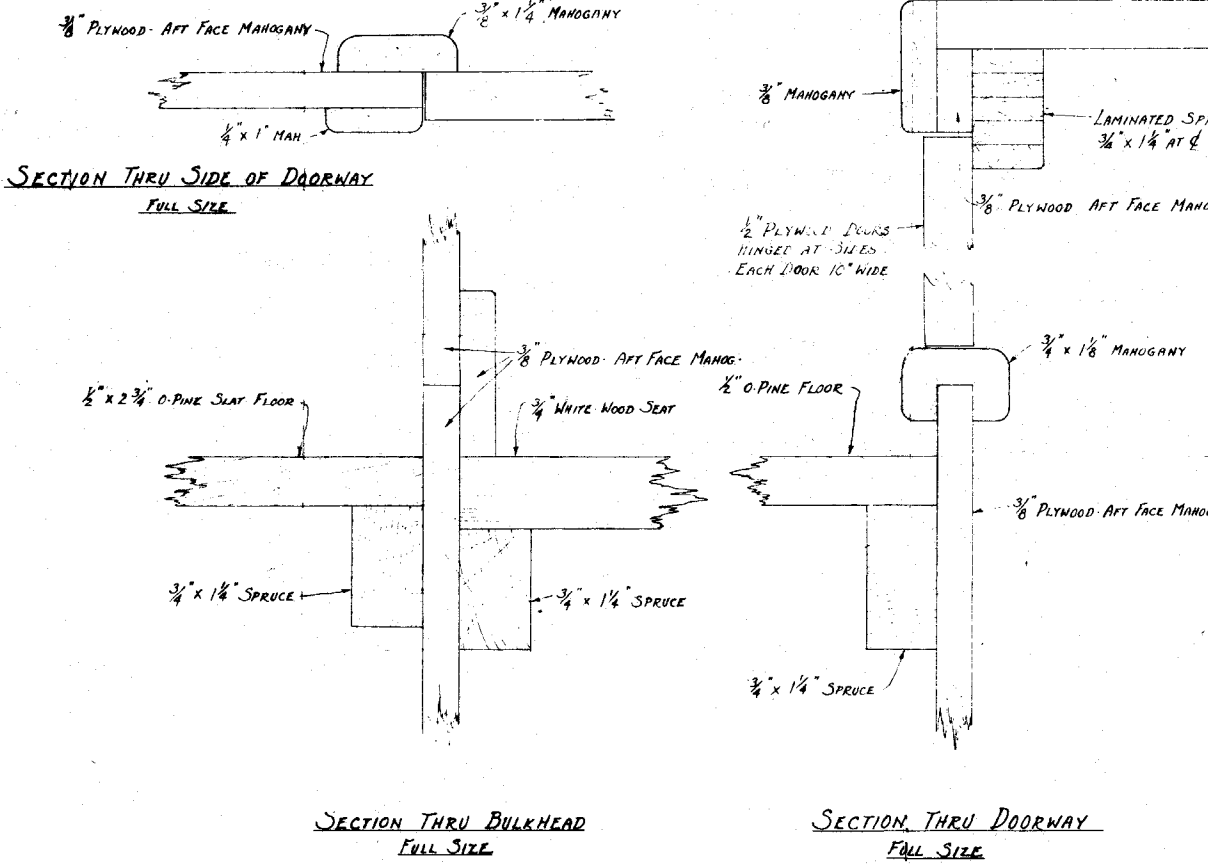 3/8" PLYWOOD - AFT FACE MAHOGANY
3/8" x 1 1/4" MAHOGANY
1/4" x 1" MAH
SECTION THRU SIDE OF DOORWAY
FULL SIZE
3/8" MAHOGANY
LAMINATED SP
3/4" x 1 1/4" AT ℄
3/8" PLYWOOD AFT FACE MAHO
1/2" PLYWOOD DOORS
HINGED AT SIDES
EACH DOOR 10" WIDE
3/8" PLYWOOD - AFT FACE MAHOG.
1/2" x 2 3/4" O. PINE SLAT FLOOR
3/4" WHITE WOOD SEAT
3/4" x 1 1/4" SPRUCE
3/4" x 1 1/4" SPRUCE
SECTION THRU BULKHEAD
FULL SIZE
3/4" x 1 1/8" MAHOGANY
1/2" O. PINE FLOOR
3/8" PLYWOOD - AFT FACE MAHO
3/4" x 1 1/4" SPRUCE
SECTION THRU DOORWAY
FULL SIZE